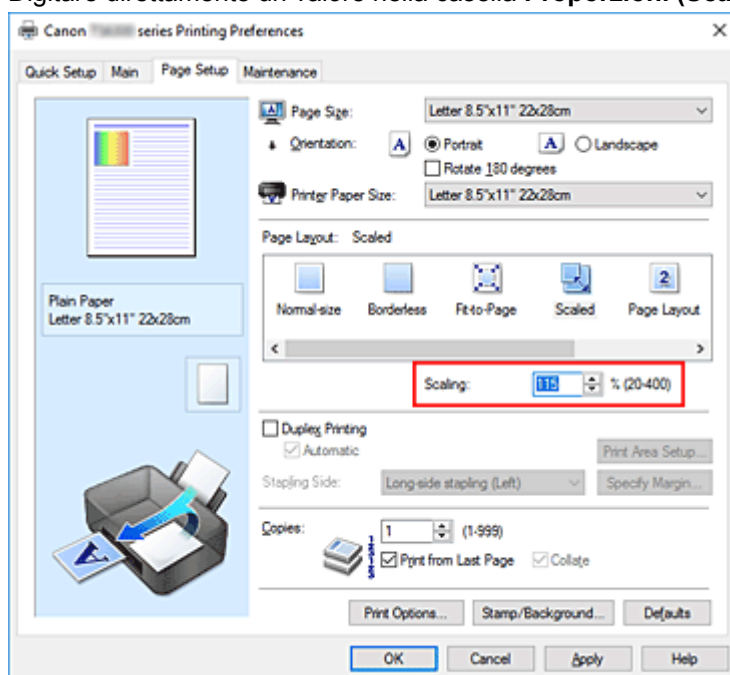 Digitare direttamente un valore nella casella Proporzioni (Sca
Canon series Printing Preferences
Quick Setup Main Page Setup Maintenance
Page Size: Letter 8.5"x11" 22x28cm
Orientation: A Portrait A Landscape
Rotate 180 degrees
Printer Paper Size: Letter 8.5"x11" 22x28cm
Page Layout: Scaled
Normal-size Borderless Fit-to-Page Scaled 2 Page Layout
Plain Paper
Letter 8.5"x11" 22x28cm
Scaling: 115 % (20-400)
Duplex Printing
Automatic Print Area Setup...
Stapling Side: Long-side stapling (Left) Specify Margin...
Copies: 1 (1-999)
Print from Last Page Collate
A
Print Options... Stamp/Background... Defaults
OK Cancel Apply Help